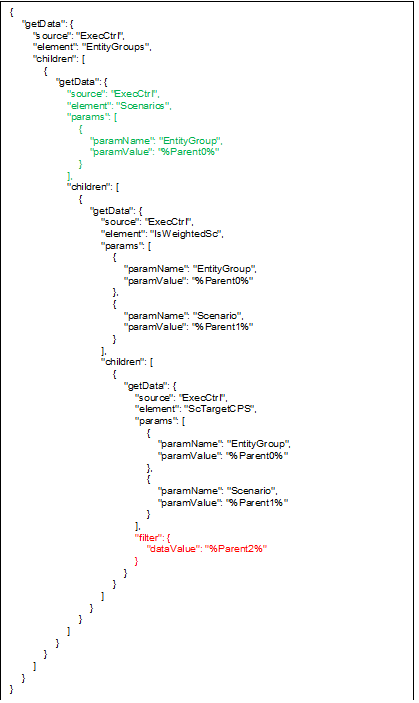 {
"getData": {
"source": "ExecCtrl",
"element": "EntityGroups",
"children": [
{
"getData": {
"source": "ExecCtrl",
"element": "Scenarios",
"params": [
{
"paramName": "EntityGroup",
"paramValue": "%Parent0%"
}
],
"children": [
{
"getData": {
"source": "ExecCtrl",
"element": "IsWeightedSc",
"params": [
{
"paramName": "EntityGroup",
"paramValue": "%Parent0%"
},
{
"paramName": "Scenario",
"paramValue": "%Parent1%"
}
],
"children": [
{
"getData": {
"source": "ExecCtrl",
"element": "ScTargetCPS",
"params": [
{
"paramName": "EntityGroup",
"paramValue": "%Parent0%"
},
{
"paramName": "Scenario",
"paramValue": "%Parent1%"
}
],
"filter": {
"dataValue": "%Parent2%"
}
}
}
]
}
}
]
}
}
]
}
}